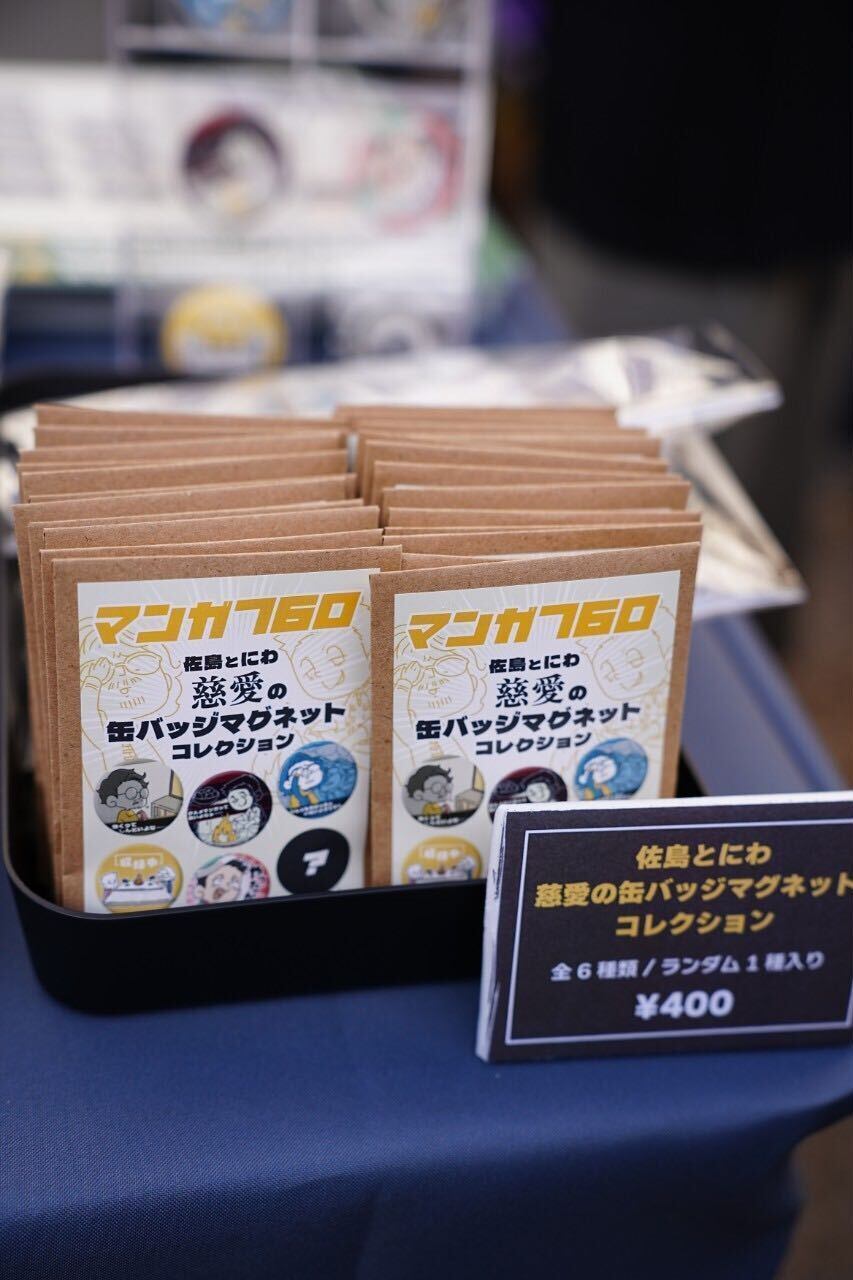 マンガ760
佐島とにわ
慈愛の
缶バッジマグネット
コレクション
?
マンガ760
佐島とにわ
慈愛の
缶バッジマグネット
コレクション
佐島とにわ
慈愛の缶バッジマグネット
コレクション
全6種類/ランダム1種入り
¥400